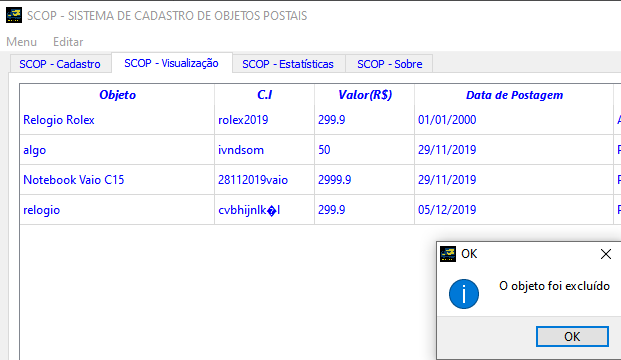 SCOP - SISTEMA DE CADASTRO DE OBJETOS POSTAIS
Menu Editar
SCOP - Cadastro SCOP - Visualização SCOP - Estatísticas SCOP - Sobre
Objeto C.I Valor(R$) Data de Postagem
Relogio Rolex rolex2019 299.9 01/01/2000
algo ivndsom 50 29/11/2019
Notebook Vaio C15 28112019vaio 2999.9 29/11/2019
relogio cvbhijnlk�l 299.9 05/12/2019
OK
O objeto foi excluído
OK